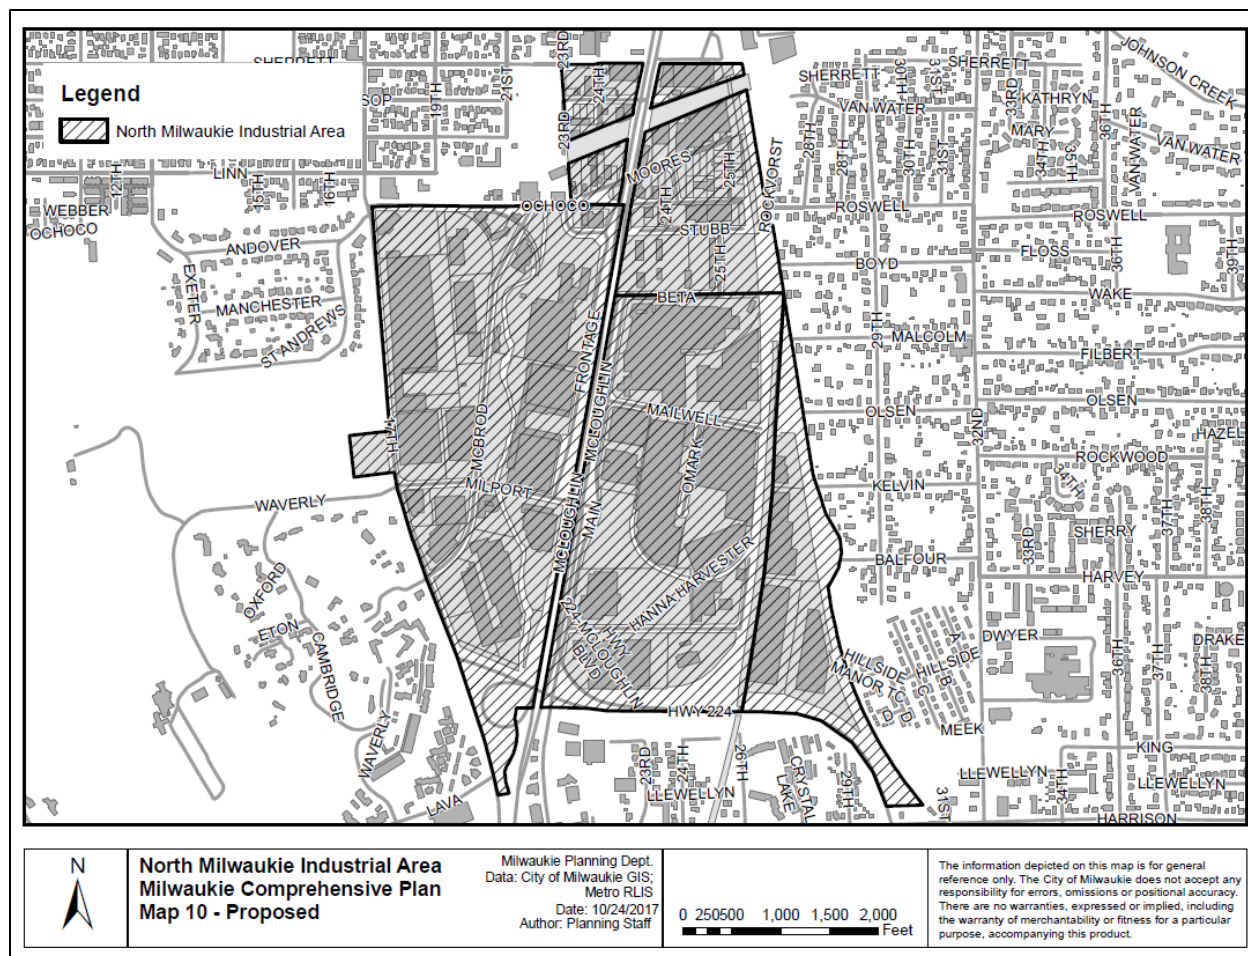 SHERRETT
23RD
24TH
21ST
Legend
North Milwaukie Industrial Area
SOP
19TH
23RD
SHERRETT
30TH
31ST
SHERRETT
JOHNSON CREEK
33RD
KATHRYN
VAN WATER
36TH
VAN WATER
MARY
VAN WATER
28TH
28TH
30TH
31ST
34TH
35TH
ROCKVORST
MOORES
25TH
24TH
LINN
12TH
15TH
16TH
WEBBER
OCHOCO
OCHOCO
ROSWELL
ROSWELL
STUBB
ANDOVER
EXETER
25TH
BOYD
FLOSS
36TH
39TH
MANCHESTER
ST ANDREWS
BETA
WAKE
29TH
MALCOLM
FILBERT
FRONTAGE
MCLOUGHLIN
MAILWELL
OLSEN
OLSEN
32ND
HAZEL
17TH
MCBROD
OMARK
ROCKWOOD
34TH
MILPORT
KELVIN
WAVERLY
MCLOUGHLIN
MAIN
37TH
38TH
33RD
SHERRY
BALFOUR
HARVEY
OXFORD
HANNA HARVESTER
ETON
CAMBRIDGE
HWY
224-MCLOUGHLIN
BLVD
DWYER
DRAKE
HILLSIDE
MANOR TC
HILLSIDE
A
B
C
D
D
36TH
37TH
38TH
HWY 224
MEEK
WAVERLY
KING
23RD
24TH
26TH
CRYSTAL
LAKE
29TH
LLEWELLYN
34TH
LLEWELLYN
LLEWELLYN
31ST
LAVA
HARRISON
N
North Milwaukie Industrial Area
Milwaukie Comprehensive Plan
Map 10 - Proposed
Milwaukie Planning Dept.
Data: City of Milwaukie GIS;
Metro RLIS
Date: 10/24/2017
Author: Planning Staff
0 250500 1,000 1,500 2,000
Feet
The information depicted on this map is for general
reference only. The City of Milwaukie does not accept any
responsibility for errors, omissions or positional accuracy.
There are no warranties, expressed or implied, including
the warranty of merchantability or fitness for a particular
purpose, accompanying this product.